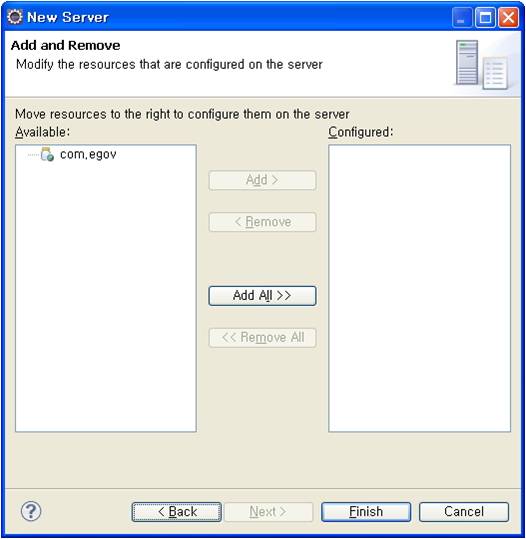 New Server
Add and Remove
Modify the resources that are configured on the server
Move resources to the right to configure them on the server
Available:
Configured:
com.egov
Add >
< Remove
Add All >>
<< Remove All
?
< Back
Next >
Finish
Cancel